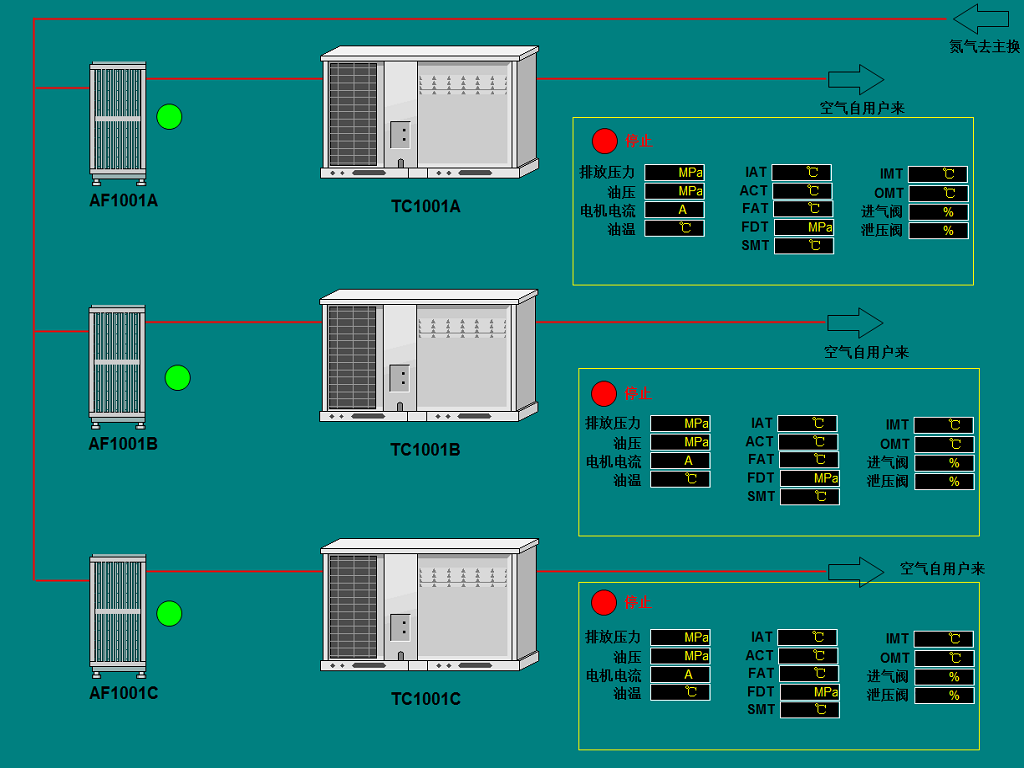 氮气去主换
空气自用户来
停止
排放压力 MPa IAT ℃ IMT ℃
油压 MPa ACT ℃ OMT ℃
电机电流 A FAT ℃ 进气阀 %
油温 ℃ FDT MPa 泄压阀 %
SMT ℃
AF1001A
TC1001A
空气自用户来
停止
排放压力 MPa IAT ℃ IMT ℃
油压 MPa ACT ℃ OMT ℃
电机电流 A FAT ℃ 进气阀 %
油温 ℃ FDT MPa 泄压阀 %
SMT ℃
AF1001B
TC1001B
空气自用户来
停止
排放压力 MPa IAT ℃ IMT ℃
油压 MPa ACT ℃ OMT ℃
电机电流 A FAT ℃ 进气阀 %
油温 ℃ FDT MPa 泄压阀 %
SMT ℃
AF1001C
TC1001C